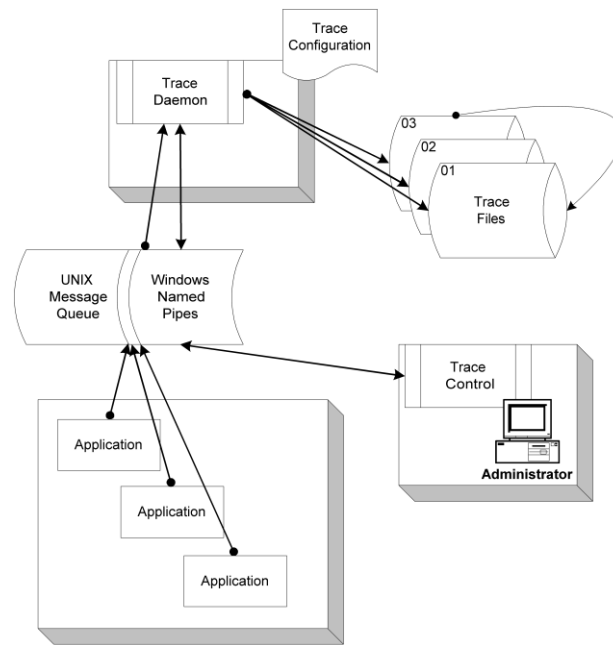 Trace
Configuration
Trace
Daemon
03
02
01
Trace
Files
UNIX
Message
Queue
Windows
Named
Pipes
Trace
Control
Administrator
Application
Application
Application